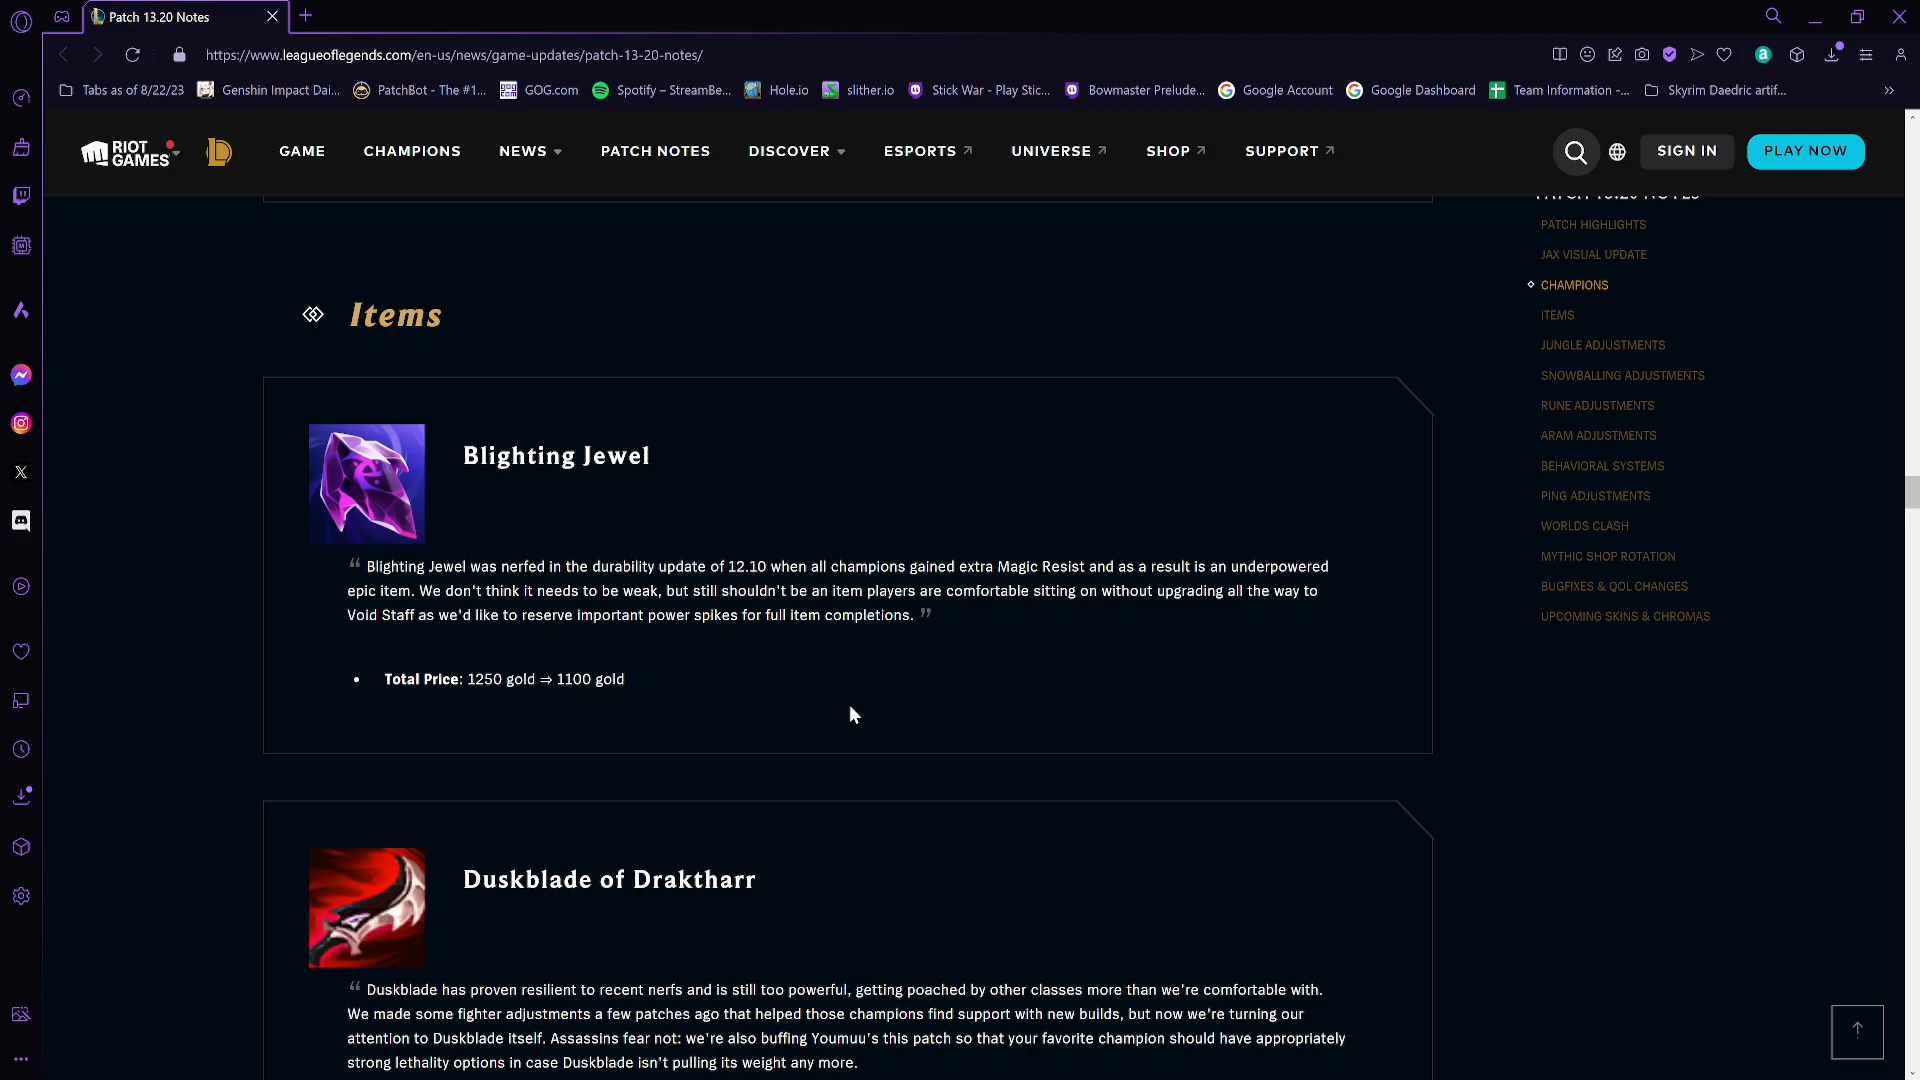 Patch 13.20 Notes
https://www.leagueoflegends.com/en-us/news/game-updates/patch-13-20-notes/
Tabs as of 8/22/23 Genshin Impact Dai... PatchBot - The #1... GOG.com Spotify – StreamBe... Hole.io slither.io Stick War - Play Stic... Bowmaster Prelude... Google Account Google Dashboard Team Information -... Skyrim Daedric artif...
RIOT GAMES GAME CHAMPIONS NEWS PATCH NOTES DISCOVER ESPORTS UNIVERSE SHOP SUPPORT SIGN IN PLAY NOW
PATCH 13.20 NOTES
PATCH HIGHLIGHTS
JAX VISUAL UPDATE
CHAMPIONS
ITEMS
JUNGLE ADJUSTMENTS
SNOWBALLING ADJUSTMENTS
RUNE ADJUSTMENTS
ARAM ADJUSTMENTS
BEHAVIORAL SYSTEMS
PING ADJUSTMENTS
WORLDS CLASH
MYTHIC SHOP ROTATION
BUGFIXES & QOL CHANGES
UPCOMING SKINS & CHROMAS
Items
Blighting Jewel
“ Blighting Jewel was nerfed in the durability update of 12.10 when all champions gained extra Magic Resist and as a result is an underpowered
epic item. We don't think it needs to be weak, but still shouldn't be an item players are comfortable sitting on without upgrading all the way to
Void Staff as we'd like to reserve important power spikes for full item completions. ”
• Total Price: 1250 gold ⇒ 1100 gold
Duskblade of Draktharr
“ Duskblade has proven resilient to recent nerfs and is still too powerful, getting poached by other classes more than we're comfortable with.
We made some fighter adjustments a few patches ago that helped those champions find support with new builds, but now we're turning our
attention to Duskblade itself. Assassins fear not: we're also buffing Youmuu's this patch so that your favorite champion should have appropriately
strong lethality options in case Duskblade isn't pulling its weight any more.